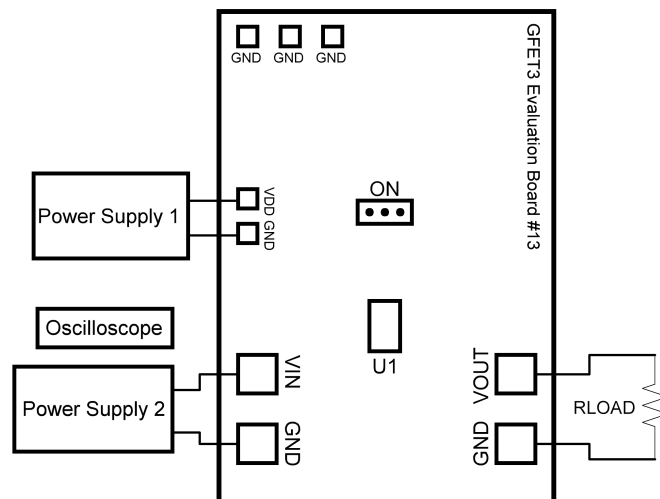 GND GND GND
GFET3 Evaluation Board #13
Power Supply 1
VDD
GND
ON
Oscilloscope
U1
Power Supply 2
VIN
GND
VOUT
GND
RLOAD